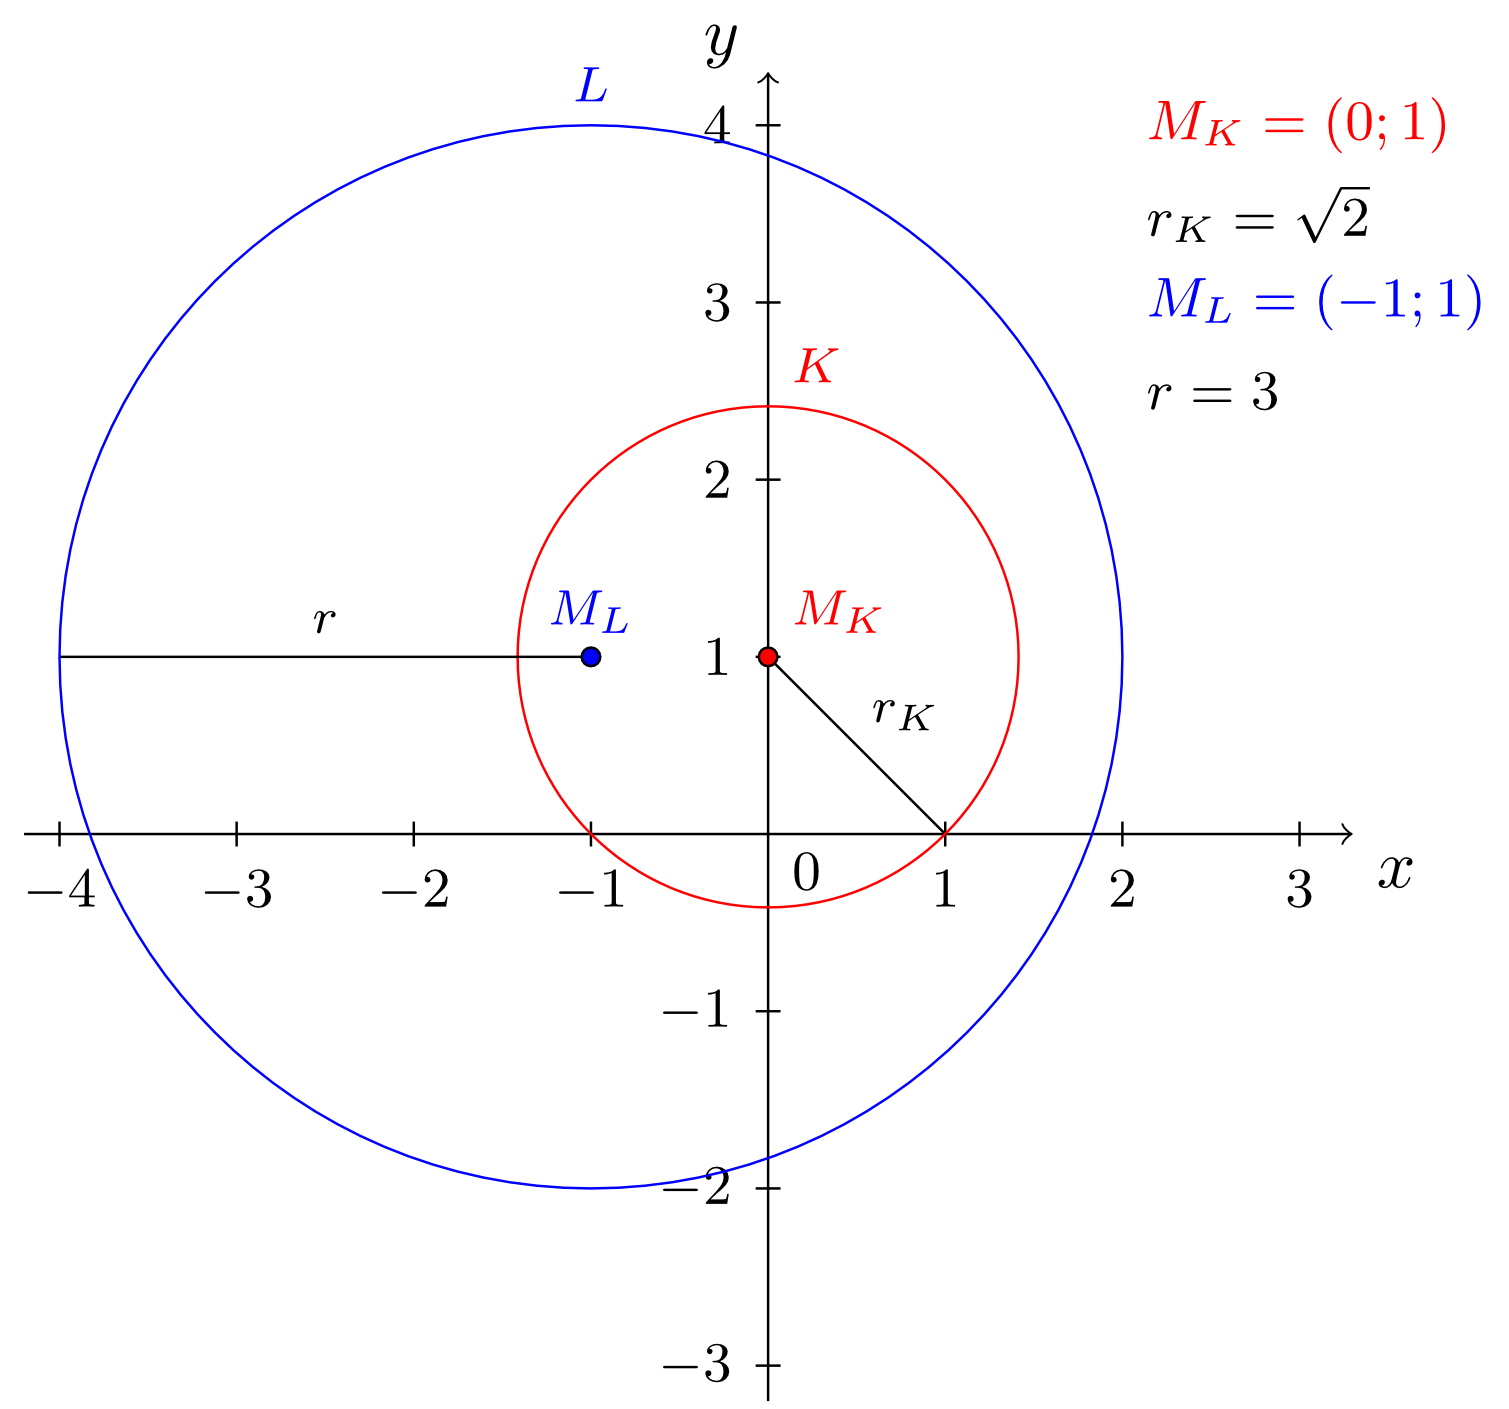 y
L
4
M_K = (0; 1)
r_K = √2
M_L = (−1; 1)
3
K
r = 3
2
M_L
M_K
r
1
r_K
0
x
−4 −3 −2 −1 1 2 3
−1
−2
−3